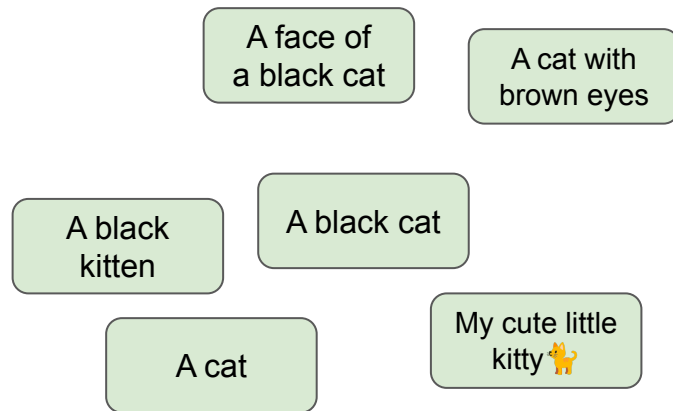 A face of
a black cat
A cat with
brown eyes
A black
kitten
A black cat
A cat
My cute little
kitty🐈